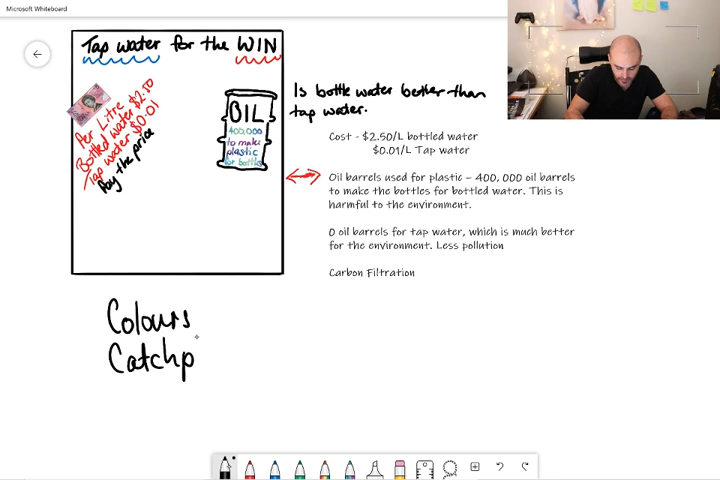 Microsoft Whiteboard
Tap water for the WIN
Per Litre
Bottled water $2.50
Tap water $0.01
Pay the price
OIL
400,000
to make
plastic
for bottles
Is bottle water better than
tap water.
Cost - $2.50/L bottled water
$0.01/L Tap water
Oil barrels used for plastic – 400, 000 oil barrels
to make the bottles for bottled water. This is
harmful to the environment.
0 oil barrels for tap water, which is much better
for the environment. Less pollution
Carbon Filtration
Colours
Catchp